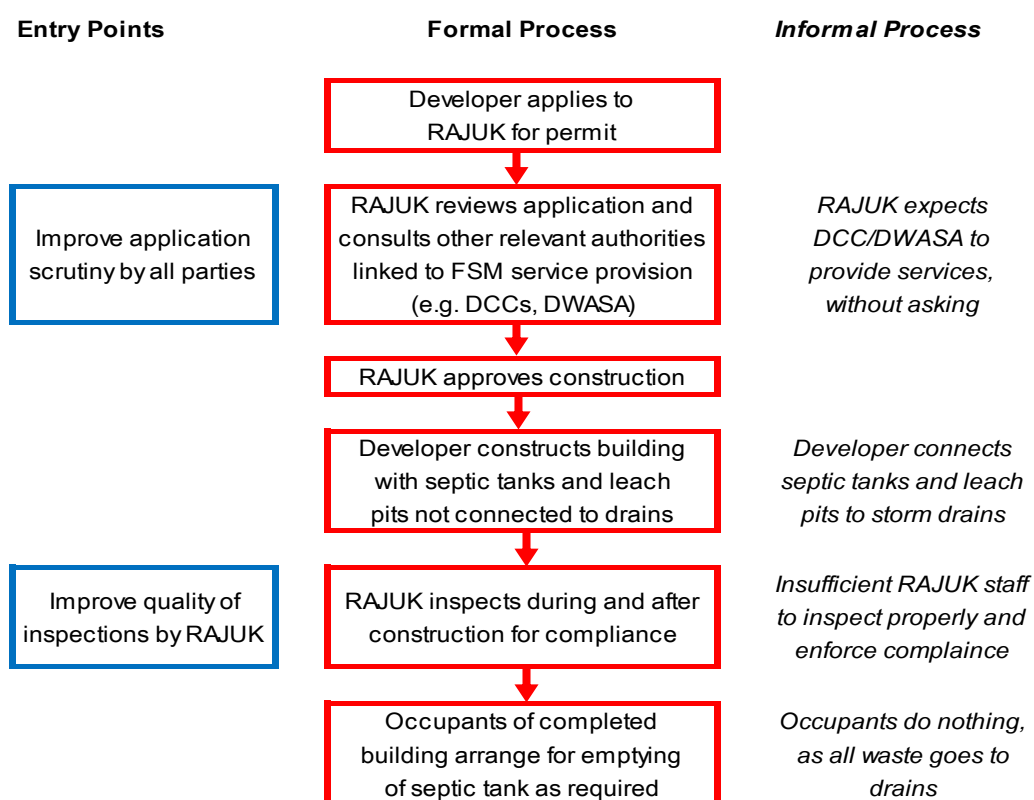 Entry Points
Formal Process
Informal Process
Developer applies to
RAJUK for permit
Improve application
scrutiny by all parties
RAJUK reviews application and
consults other relevant authorities
linked to FSM service provision
(e.g. DCCs, DWASA)
RAJUK expects
DCC/DWASA to
provide services,
without asking
RAJUK approves construction
Developer constructs building
with septic tanks and leach
pits not connected to drains
Developer connects
septic tanks and leach
pits to storm drains
Improve quality of
inspections by RAJUK
RAJUK inspects during and after
construction for compliance
Insufficient RAJUK staff
to inspect properly and
enforce complaince
Occupants of completed
building arrange for emptying
of septic tank as required
Occupants do nothing,
as all waste goes to
drains